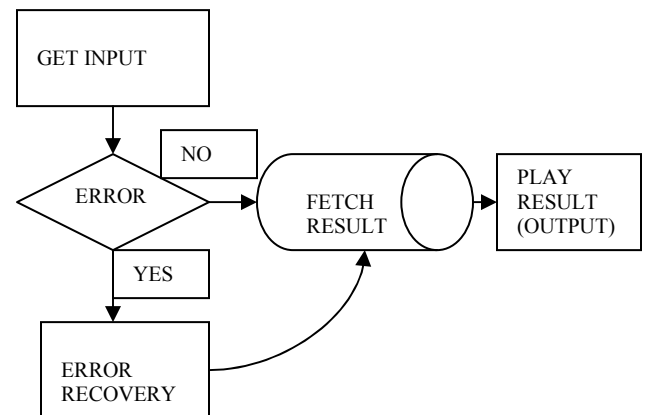 GET INPUT
NO
ERROR
FETCH
RESULT
PLAY
RESULT
(OUTPUT)
YES
ERROR
RECOVERY